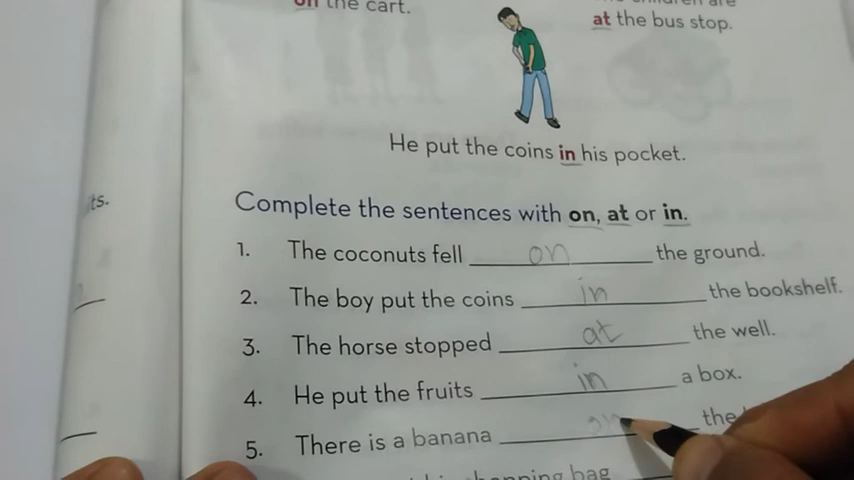 on the cart.
at the bus stop.
He put the coins in his pocket.
ts.
Complete the sentences with on, at or in.
1. The coconuts fell on the ground.
2. The boy put the coins in the bookshelf.
3. The horse stopped at the well.
4. He put the fruits in a box.
5. There is a banana on the
bag